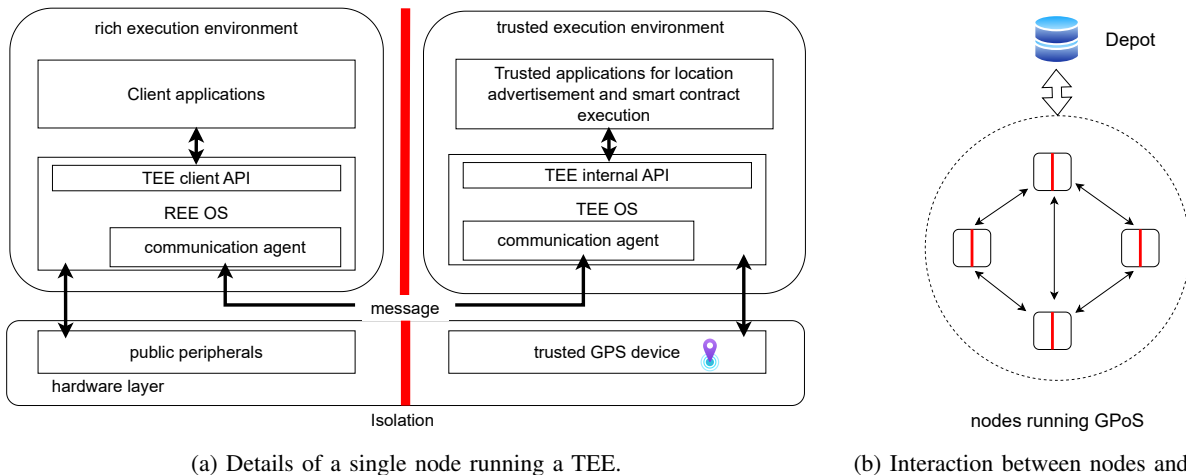 rich execution environment
Client applications
TEE client API
REE OS
communication agent
trusted execution environment
Trusted applications for location
advertisement and smart contract
execution
TEE internal API
TEE OS
communication agent
message
public peripherals
hardware layer
trusted GPS device
Isolation
(a) Details of a single node running a TEE.
Depot
nodes running GPoS
(b) Interaction between nodes and